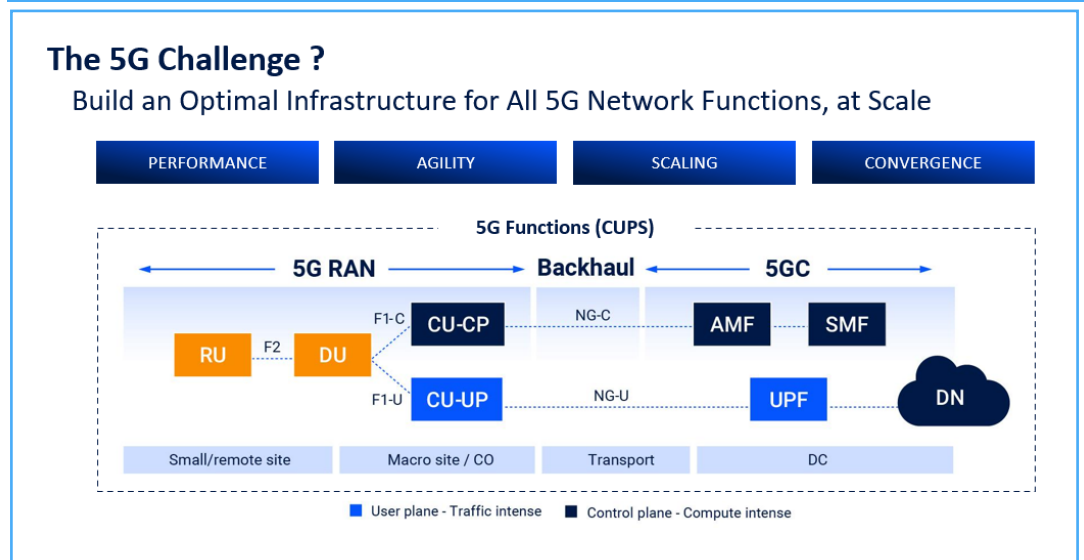 The 5G Challenge ?
Build an Optimal Infrastructure for All 5G Network Functions, at Scale
PERFORMANCE
AGILITY
SCALING
CONVERGENCE
5G Functions (CUPS)
5G RAN
Backhaul
5GC
F1-C
CU-CP
NG-C
AMF
SMF
RU
F2
DU
F1-U
CU-UP
NG-U
UPF
DN
Small/remote site
Macro site / CO
Transport
DC
User plane - Traffic intense
Control plane - Compute intense